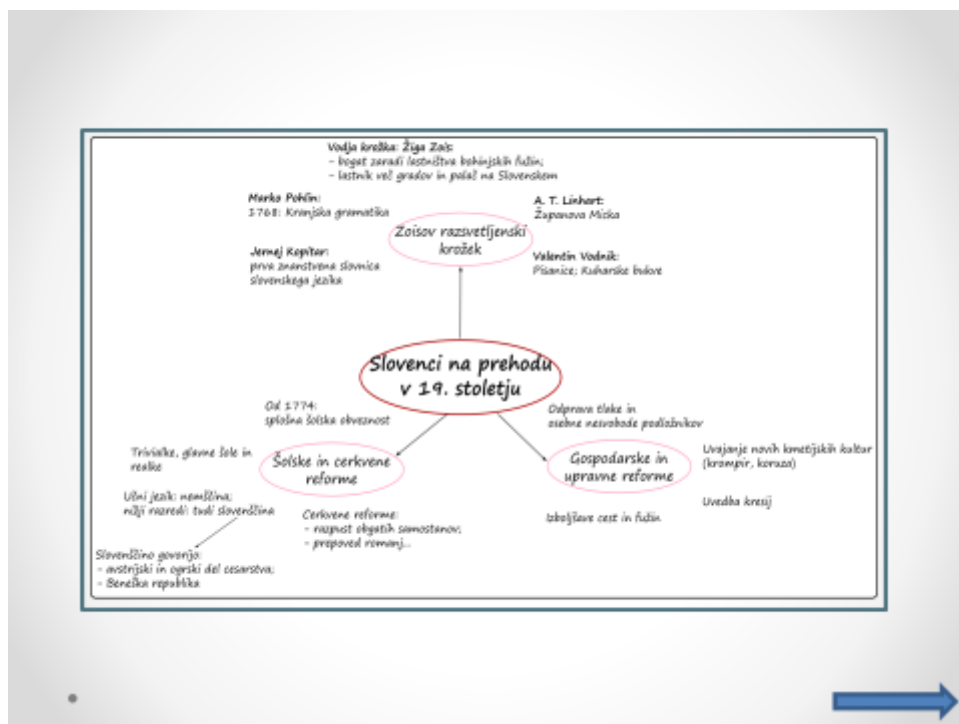 Vodja krožka: Žiga Zois:
- bogat zaradi lastništva bohinjskih fužin;
- lastnik več gradov in palač na Slovenskem
Marko Pohlin:
1768: Kranjska gramatika
A. T. Linhart:
Županova Micka
Zoisov razsvetljenski
krožek
Jernej Kopitar:
prva znanstvena slovnica
slovenskega jezika
Valentin Vodnik:
Pisanice; Kuharske bukve
Slovenci na prehodu
v 19. stoletju
Od 1774:
splošna šolska obveznost
Odprava tlake in
osebne nesvobode podložnikov
Trivialke, glavne šole in
realke
Šolske in cerkvene
reforme
Gospodarske in
upravne reforme
Uvajanje novih kmetijskih kultur
(krompir, koruza)
Učni jezik: nemščina;
nižji razredi: tudi slovenščina
Cerkvene reforme:
- razpust bogatih samostanov;
- prepoved romanj...
Izboljšave cest in fužin
Uvedba kresij
Slovenščino govorijo:
- avstrijski in ogrski del cesarstva;
- Beneška republika